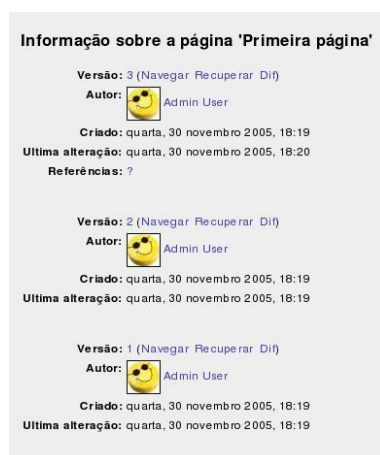 Informação sobre a página 'Primeira página'
Versão: 3 (Navegar Recuperar Dif)
Autor: Admin User
Criado: quarta, 30 novembro 2005, 18:19
Ultima alteração: quarta, 30 novembro 2005, 18:20
Referências: ?
Versão: 2 (Navegar Recuperar Dif)
Autor: Admin User
Criado: quarta, 30 novembro 2005, 18:19
Ultima alteração: quarta, 30 novembro 2005, 18:19
Versão: 1 (Navegar Recuperar Dif)
Autor: Admin User
Criado: quarta, 30 novembro 2005, 18:19
Ultima alteração: quarta, 30 novembro 2005, 18:19